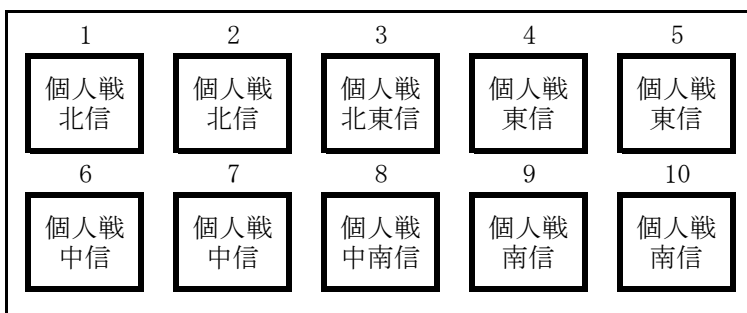 1 2 3 4 5
個人戦 個人戦 個人戦 個人戦 個人戦
北信 北信 北東信 東信 東信
6 7 8 9 10
個人戦 個人戦 個人戦 個人戦 個人戦
中信 中信 中南信 南信 南信